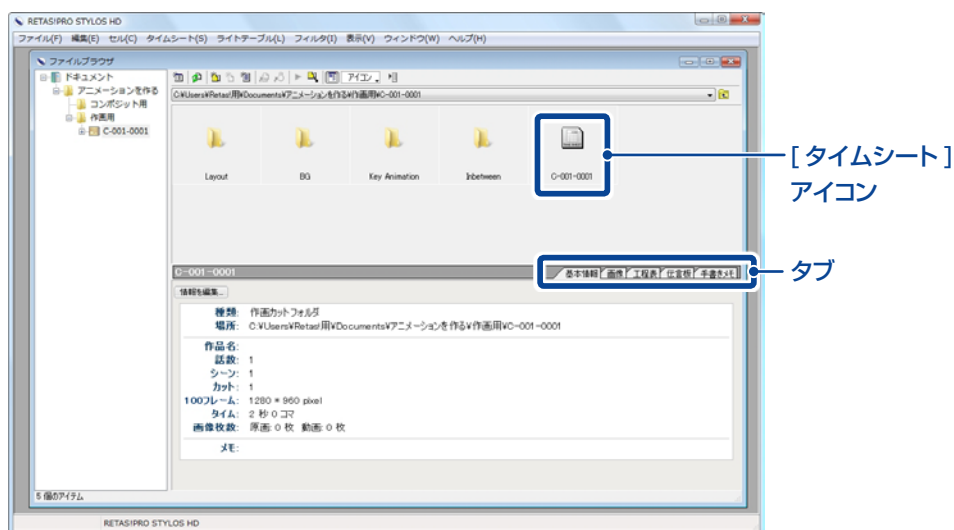 RETAS!PRO STYLOS HD
ファイル(F) 編集(E) セル(C) タイムシート(S) ライトテーブル(L) フィルタ(I) 表示(V) ウィンドウ(W) ヘルプ(H)
ファイルブラウザ
ドキュメント
アニメーションを作る
コンポジット用
作画用
C-001-0001
アイコン
C:¥Users¥Retas!用¥Documents¥アニメーションを作る¥作画用¥C-001-0001
Layout
BG
Key Animation
Inbetween
C-001-0001
[タイムシート]
アイコン
C-001-0001
基本情報 画像 工程表 伝言板 手書きメモ
タブ
情報を編集...
種類: 作画カットフォルダ
場所: C:¥Users¥Retas!用¥Documents¥アニメーションを作る¥作画用¥C-001-0001
作品名:
話数: 1
シーン: 1
カット: 1
100フレーム: 1280 * 960 pixel
タイム: 2 秒 0 コマ
画像枚数: 原画: 0 枚 動画: 0 枚
メモ:
5 個のアイテム
RETAS!PRO STYLOS HD